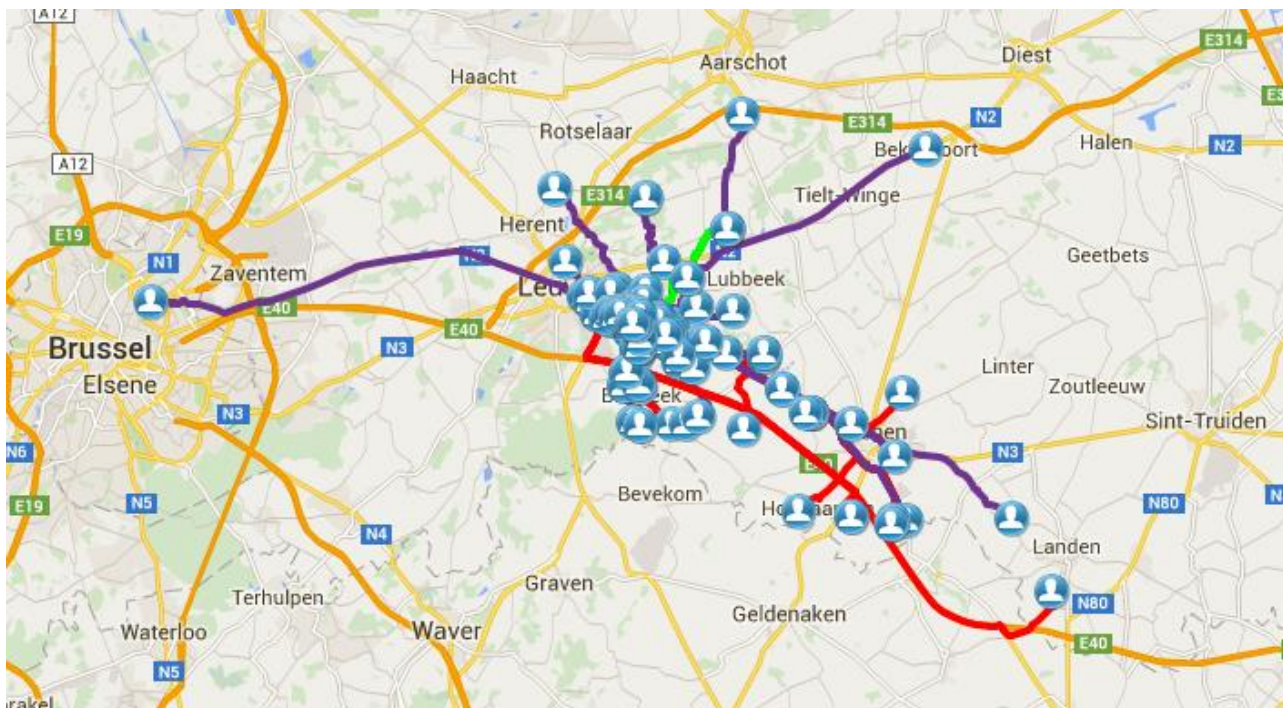 A12
E314
Aarschot
Diest
Haacht
E3
N2
E314
Rotselaar
Halen
N2
A12
E314
Tielt-Winge
Herent
E19
N1
Geetbets
Zaventem
Lubbeek
E40
E40
Brussel
N3
Elsene
Linter
Zoutleeuw
N3
Sint-Truiden
N6
N3
Bevekom
E19
N5
N80
N4
Landen
Graven
Terhulpen
Geldenaken
N80
Waterloo
Waver
E40
N5